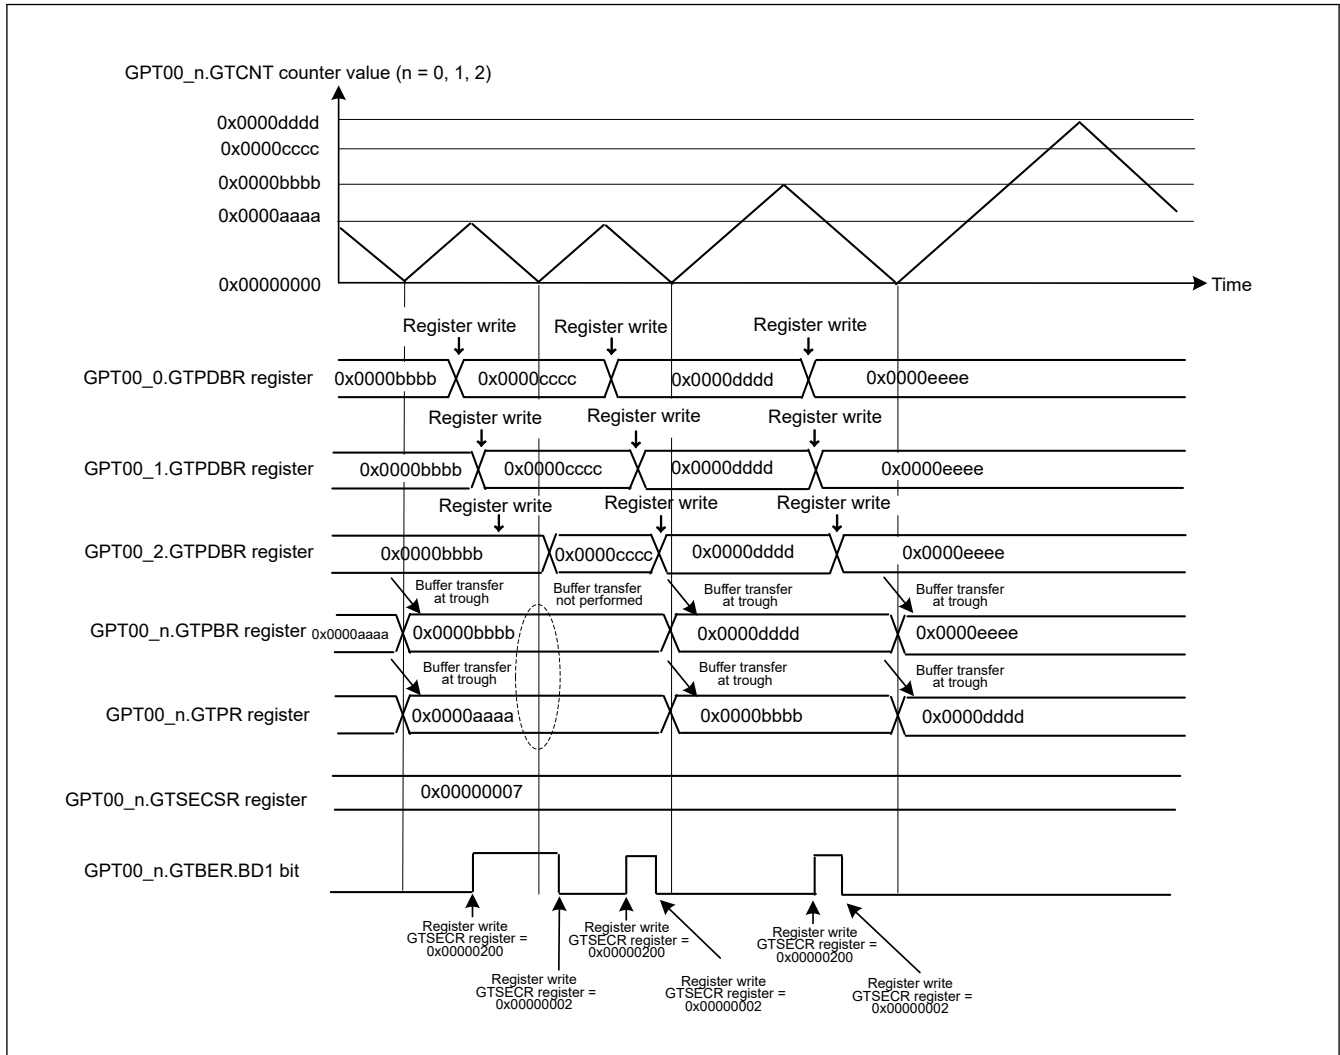 GPT00_n.GTCNT counter value (n = 0, 1, 2)
0x0000dddd
0x0000cccc
0x0000bbbb
0x0000aaaa
0x00000000
Time
Register write
Register write
Register write
GPT00_0.GTPDBR register
0x0000bbbb
0x0000cccc
0x0000dddd
0x0000eeee
Register write
Register write
Register write
GPT00_1.GTPDBR register
0x0000bbbb
0x0000cccc
0x0000dddd
0x0000eeee
Register write
Register write
Register write
GPT00_2.GTPDBR register
0x0000bbbb
0x0000cccc
0x0000dddd
0x0000eeee
Buffer transfer
at trough
Buffer transfer
not performed
Buffer transfer
at trough
Buffer transfer
at trough
GPT00_n.GTPBR register
0x0000aaaa
0x0000bbbb
0x0000dddd
0x0000eeee
Buffer transfer
at trough
Buffer transfer
at trough
Buffer transfer
at trough
GPT00_n.GTPR register
0x0000aaaa
0x0000bbbb
0x0000dddd
GPT00_n.GTSECSR register
0x00000007
GPT00_n.GTBER.BD1 bit
Register write
GTSECR register =
0x00000200
Register write
GTSECR register =
0x00000200
Register write
GTSECR register =
0x00000200
Register write
GTSECR register =
0x00000002
Register write
GTSECR register =
0x00000002
Register write
GTSECR register =
0x00000002